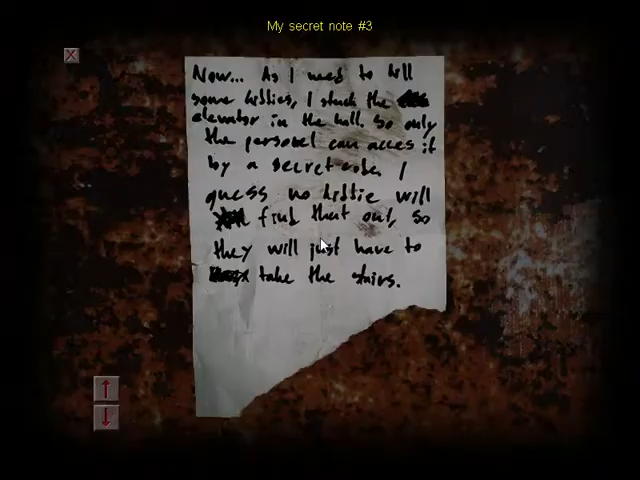 My secret note #3
Now... As I need to kill
some kitties, I stuck the
elevator in the hall. So only
the personel can acces it
by a secret code. I
guess no kittie will
find that out, so
they will just have to
take the stairs.